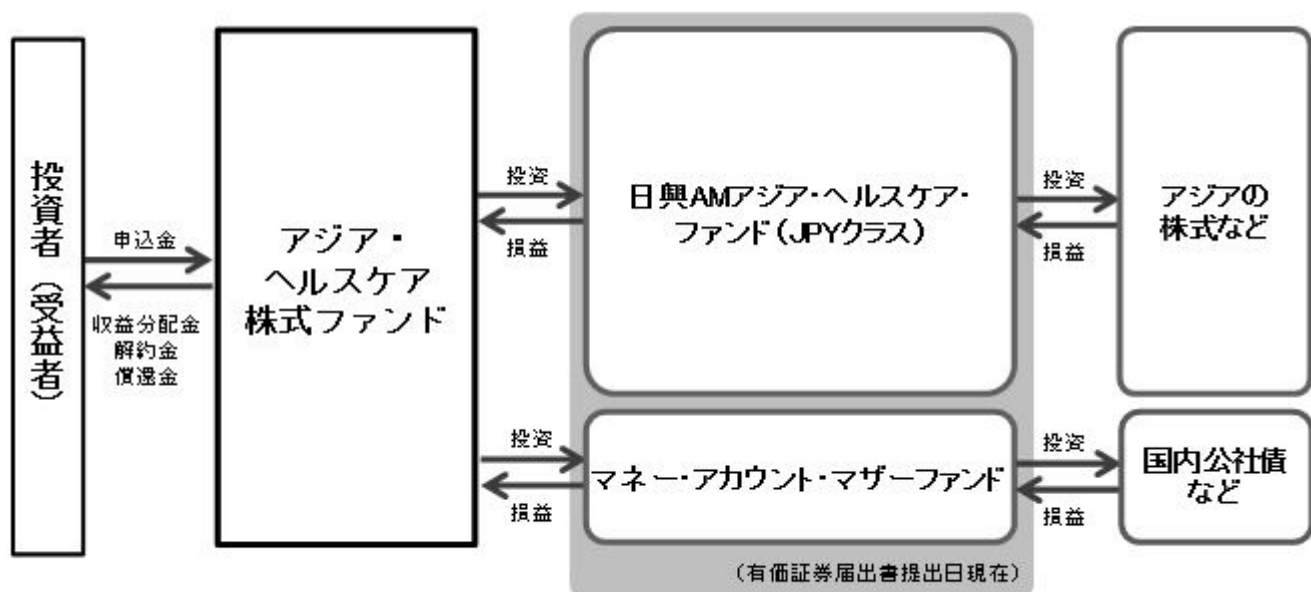 投資者（受益者）
申込金
収益分配金
解約金
償還金
アジア・
ヘルスケア
株式ファンド
投資
損益
日興AMアジア・ヘルスケア・
ファンド（JPYクラス）
投資
損益
アジアの
株式など
投資
損益
マネー・アカウント・マザーファンド
投資
損益
国内公社債
など
（有価証券届出書提出日現在）